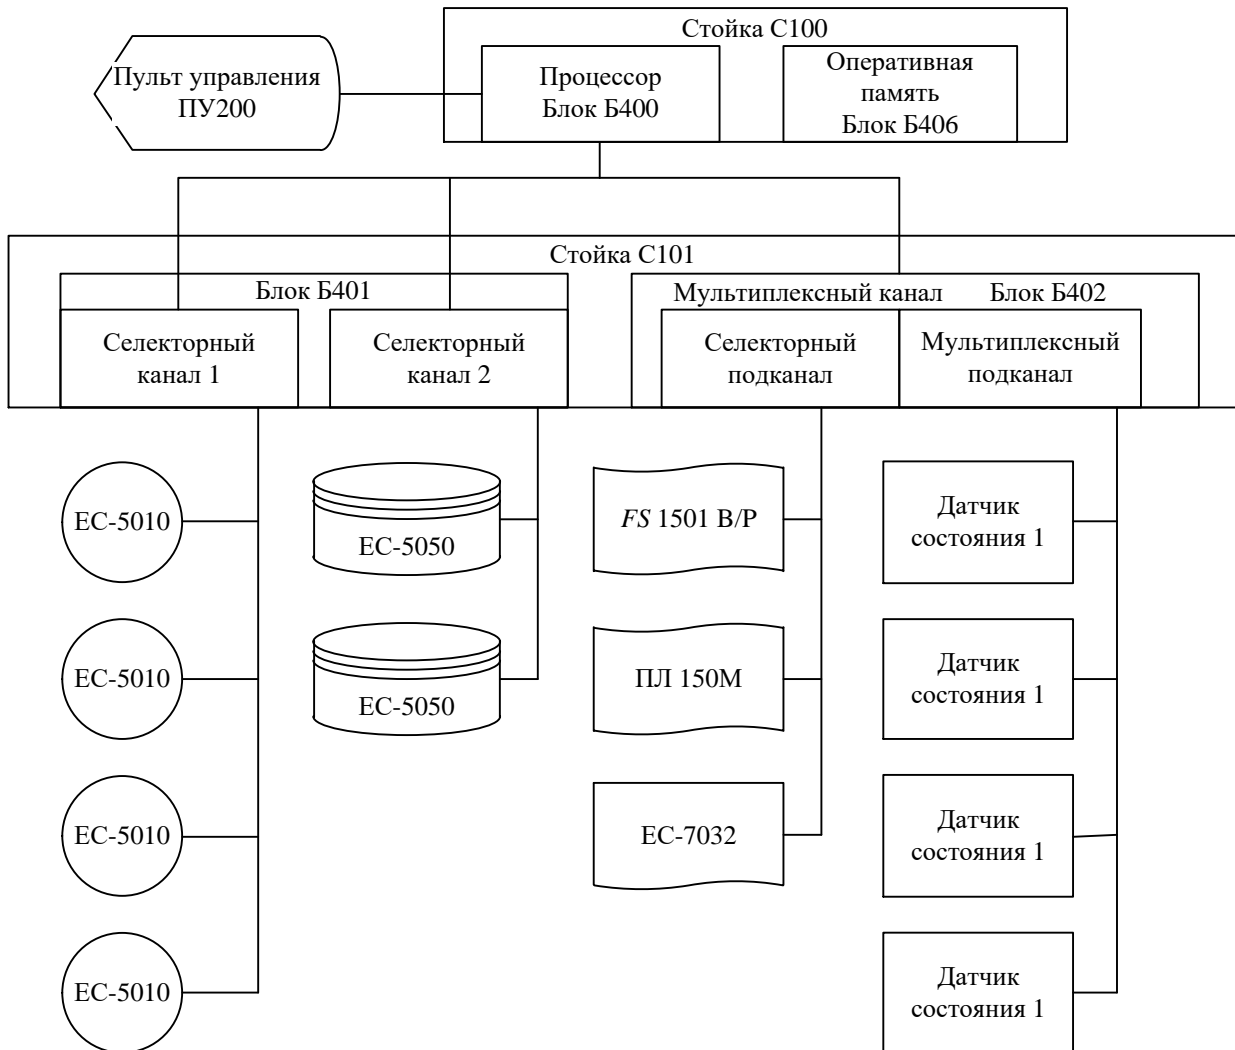 Стойка С100
Пульт управления
ПУ200
Процессор
Блок Б400
Оперативная
память
Блок Б406
Стойка С101
Блок Б401
Мультиплексный канал
Блок Б402
Селекторный
канал 1
Селекторный
канал 2
Селекторный
подканал
Мультиплексный
подканал
ЕС-5010
ЕС-5050
FS 1501 В/Р
Датчик
состояния 1
ЕС-5010
ЕС-5050
ПЛ 150М
Датчик
состояния 1
ЕС-5010
ЕС-7032
Датчик
состояния 1
ЕС-5010
Датчик
состояния 1